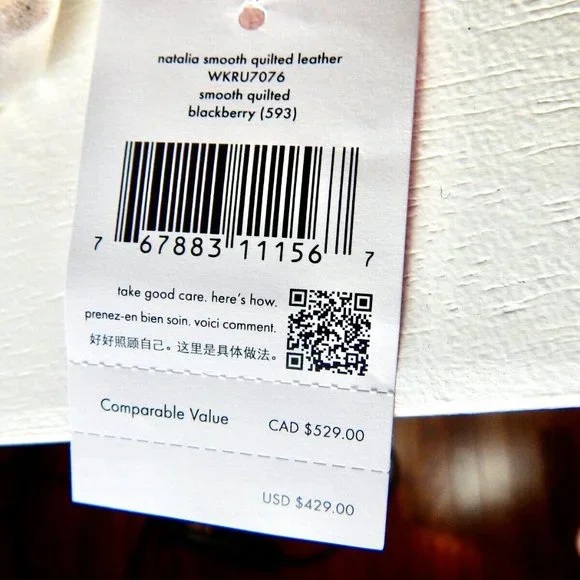 natalia smooth quilted leather
WKRU7076
smooth quilted
blackberry (593)
7 67883 11156 7
take good care. here's how.
prenez-en bien soin. voici comment.
好好照顾自己。这里是具体做法。
Comparable Value CAD $529.00
USD $429.00